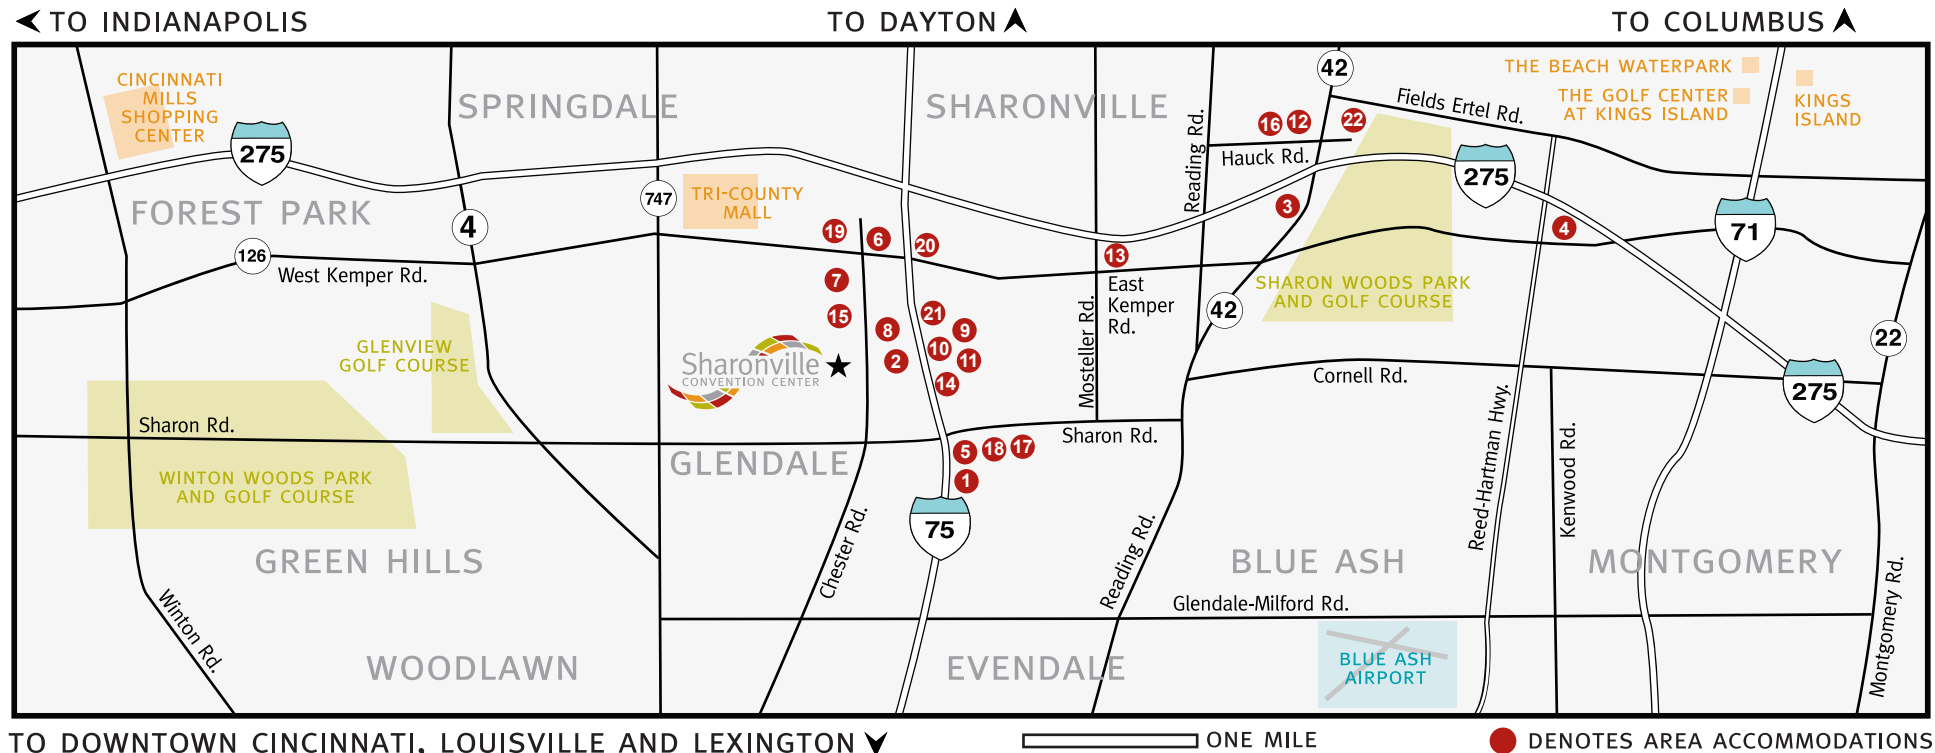 TO INDIANAPOLIS
TO DAYTON
TO COLUMBUS
CINCINNATI
MILLS
SHOPPING
CENTER
275
SPRINGDALE
SHARONVILLE
42
Fields Ertel Rd.
THE BEACH WATERPARK
THE GOLF CENTER
AT KINGS ISLAND
KINGS
ISLAND
16
12
22
Reading Rd.
Hauck Rd.
275
FOREST PARK
4
747
TRI-COUNTY
MALL
3
4
71
126
West Kemper Rd.
19
6
20
13
7
15
8
21
9
2
10
11
14
East
Kemper
Rd.
Mosteller Rd.
42
SHARON WOODS PARK
AND GOLF COURSE
22
GLENVIEW
GOLF COURSE
Sharonville
CONVENTION CENTER
Cornell Rd.
275
Sharon Rd.
Sharon Rd.
WINTON WOODS PARK
AND GOLF COURSE
GLENDALE
5
18
17
1
75
Reed-Hartman Hwy.
Kenwood Rd.
Chester Rd.
Reading Rd.
GREEN HILLS
BLUE ASH
MONTGOMERY
Glendale-Milford Rd.
Winton Rd.
Montgomery Rd.
WOODLAWN
EVENDALE
BLUE ASH
AIRPORT
TO DOWNTOWN CINCINNATI, LOUISVILLE AND LEXINGTON
ONE MILE
DENOTES AREA ACCOMMODATIONS